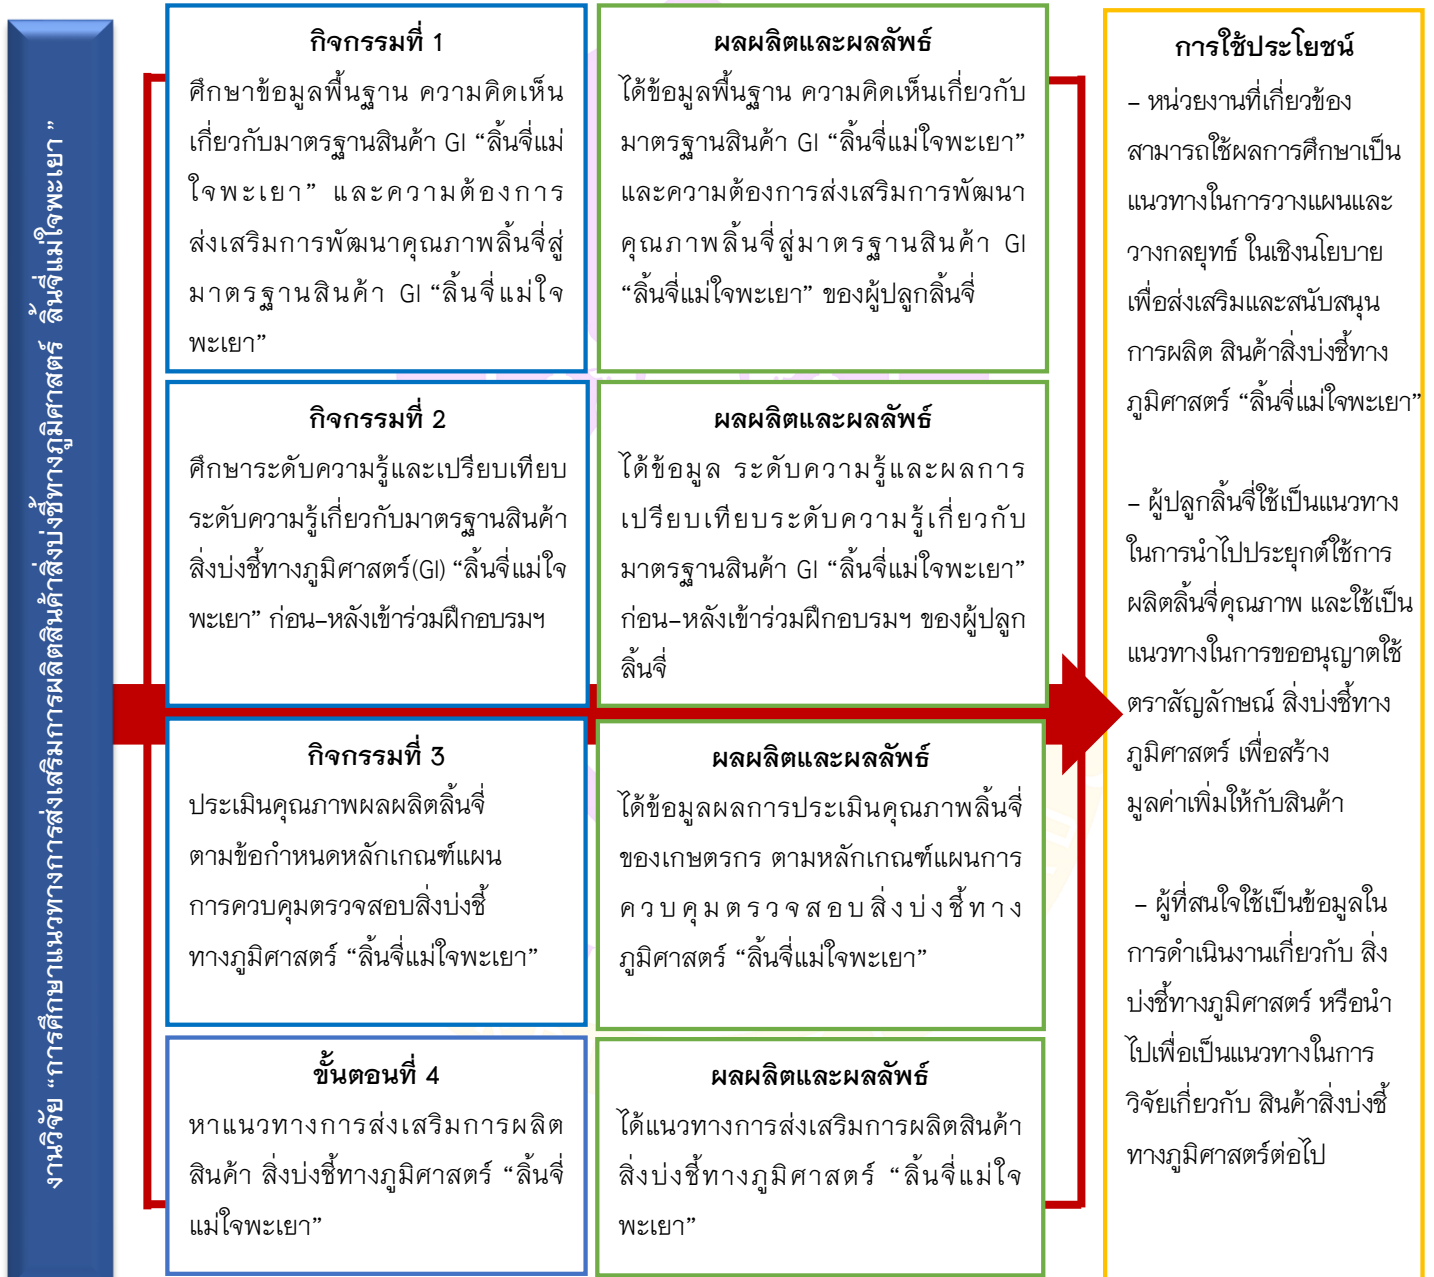 งานวิจัย “การศึกษาแนวทางการส่งเสริมการผลิตสินค้าสิ่งบ่งชี้ทางภูมิศาสตร์ ลิ้นจี่แม่ใจพะเยา ”
กิจกรรมที่ 1
ศึกษาข้อมูลพื้นฐาน ความคิดเห็น
เกี่ยวกับมาตรฐานสินค้า GI “ลิ้นจี่แม่
ใจพะเยา” และความต้องการ
ส่งเสริมการพัฒนาคุณภาพลิ้นจี่สู่
มาตรฐานสินค้า GI “ลิ้นจี่แม่ใจ
พะเยา”
ผลผลิตและผลลัพธ์
ได้ข้อมูลพื้นฐาน ความคิดเห็นเกี่ยวกับ
มาตรฐานสินค้า GI “ลิ้นจี่แม่ใจพะเยา”
และความต้องการส่งเสริมการพัฒนา
คุณภาพลิ้นจี่สู่มาตรฐานสินค้า GI
“ลิ้นจี่แม่ใจพะเยา” ของผู้ปลูกลิ้นจี่
กิจกรรมที่ 2
ศึกษาระดับความรู้และเปรียบเทียบ
ระดับความรู้เกี่ยวกับมาตรฐานสินค้า
สิ่งบ่งชี้ทางภูมิศาสตร์(GI) “ลิ้นจี่แม่ใจ
พะเยา” ก่อน–หลังเข้าร่วมฝึกอบรมฯ
ผลผลิตและผลลัพธ์
ได้ข้อมูล ระดับความรู้และผลการ
เปรียบเทียบระดับความรู้เกี่ยวกับ
มาตรฐานสินค้า GI “ลิ้นจี่แม่ใจพะเยา”
ก่อน–หลังเข้าร่วมฝึกอบรมฯ ของผู้ปลูก
ลิ้นจี่
กิจกรรมที่ 3
ประเมินคุณภาพผลผลิตลิ้นจี่
ตามข้อกำหนดหลักเกณฑ์แผน
การควบคุมตรวจสอบสิ่งบ่งชี้
ทางภูมิศาสตร์ “ลิ้นจี่แม่ใจพะเยา”
ผลผลิตและผลลัพธ์
ได้ข้อมูลผลการประเมินคุณภาพลิ้นจี่
ของเกษตรกร ตามหลักเกณฑ์แผนการ
ควบคุมตรวจสอบสิ่งบ่งชี้ทาง
ภูมิศาสตร์ “ลิ้นจี่แม่ใจพะเยา”
ขั้นตอนที่ 4
หาแนวทางการส่งเสริมการผลิต
สินค้า สิ่งบ่งชี้ทางภูมิศาสตร์ “ลิ้นจี่
แม่ใจพะเยา”
ผลผลิตและผลลัพธ์
ได้แนวทางการส่งเสริมการผลิตสินค้า
สิ่งบ่งชี้ทางภูมิศาสตร์ “ลิ้นจี่แม่ใจ
พะเยา”
การใช้ประโยชน์
– หน่วยงานที่เกี่ยวข้อง
สามารถใช้ผลการศึกษาเป็น
แนวทางในการวางแผนและ
วางกลยุทธ์ ในเชิงนโยบาย
เพื่อส่งเสริมและสนับสนุน
การผลิต สินค้าสิ่งบ่งชี้ทาง
ภูมิศาสตร์ “ลิ้นจี่แม่ใจพะเยา”
– ผู้ปลูกลิ้นจี่ใช้เป็นแนวทาง
ในการนำไปประยุกต์ใช้การ
ผลิตลิ้นจี่คุณภาพ และใช้เป็น
แนวทางในการขออนุญาตใช้
ตราสัญลักษณ์ สิ่งบ่งชี้ทาง
ภูมิศาสตร์ เพื่อสร้าง
มูลค่าเพิ่มให้กับสินค้า
– ผู้ที่สนใจใช้เป็นข้อมูลใน
การดำเนินงานเกี่ยวกับ สิ่ง
บ่งชี้ทางภูมิศาสตร์ หรือนำ
ไปเพื่อเป็นแนวทางในการ
วิจัยเกี่ยวกับ สินค้าสิ่งบ่งชี้
ทางภูมิศาสตร์ต่อไป